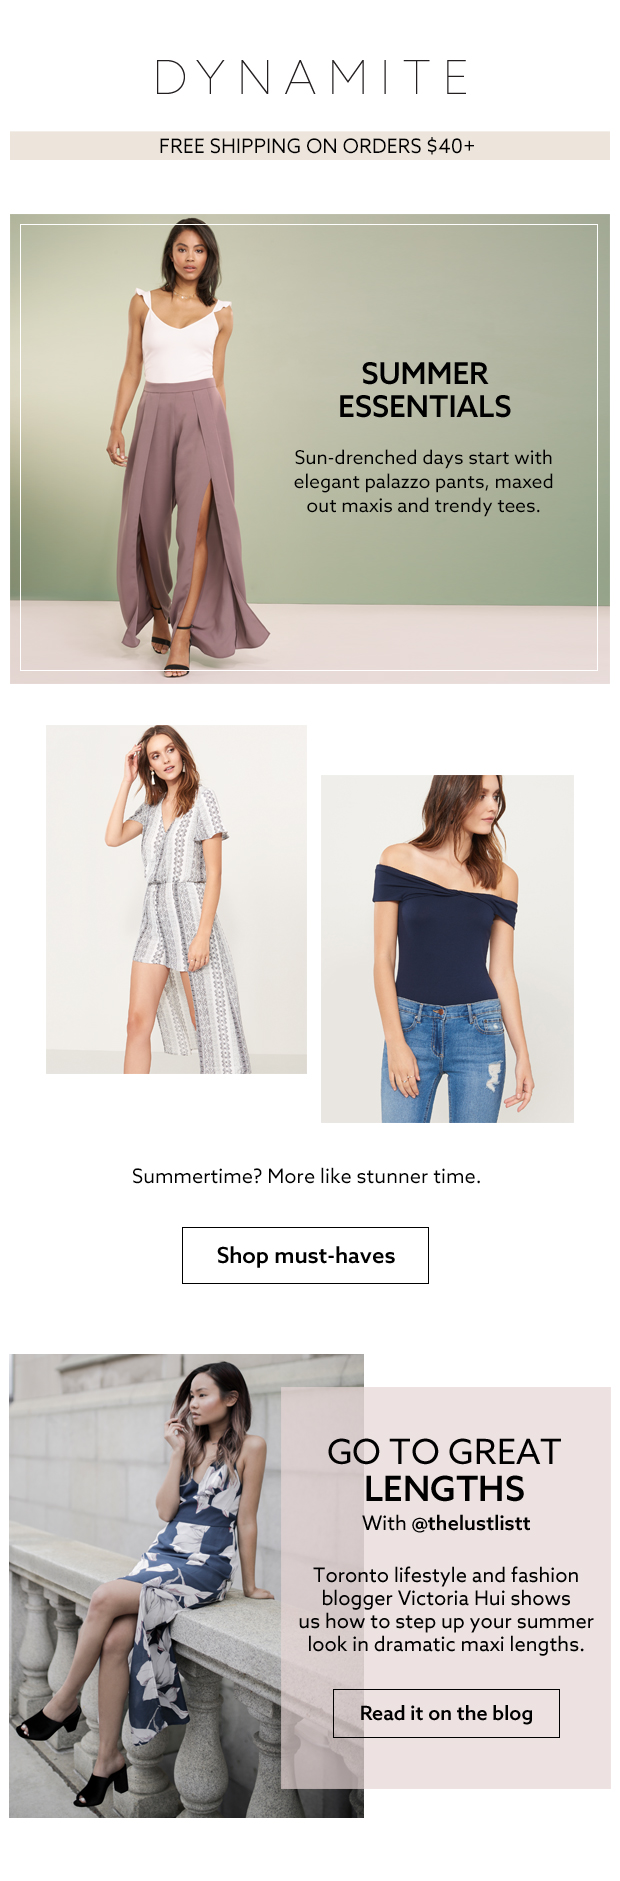 DYNAMITE
FREE SHIPPING ON ORDERS $40+
SUMMER
ESSENTIALS
Sun-drenched days start with
elegant palazzo pants, maxed
out maxis and trendy tees.
Summertime? More like stunner time.
Shop must-haves
GO TO GREAT
LENGTHS
With @thelustlistt
Toronto lifestyle and fashion
blogger Victoria Hui shows
us how to step up your summer
look in dramatic maxi lengths.
Read it on the blog